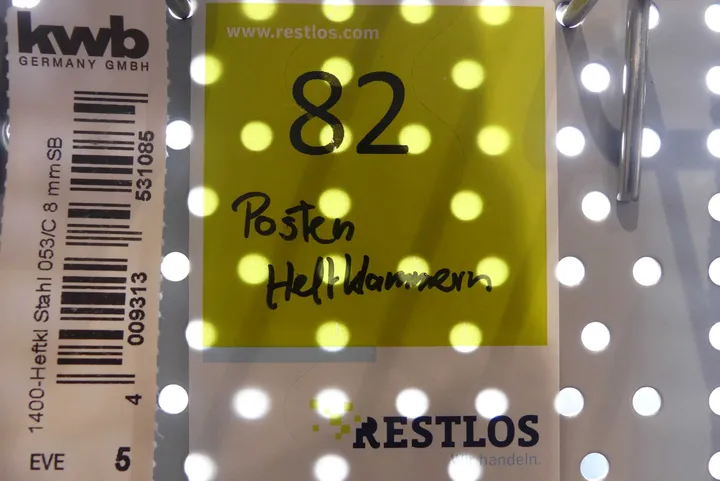 kwb
GERMANY GMBH
1400-Heftkl Stahl 053/C 8 mmSB
4 009313 531085
EVE 5
www.restlos.com
82
Posten
Heftklammern
RESTLOS
Wir handeln.